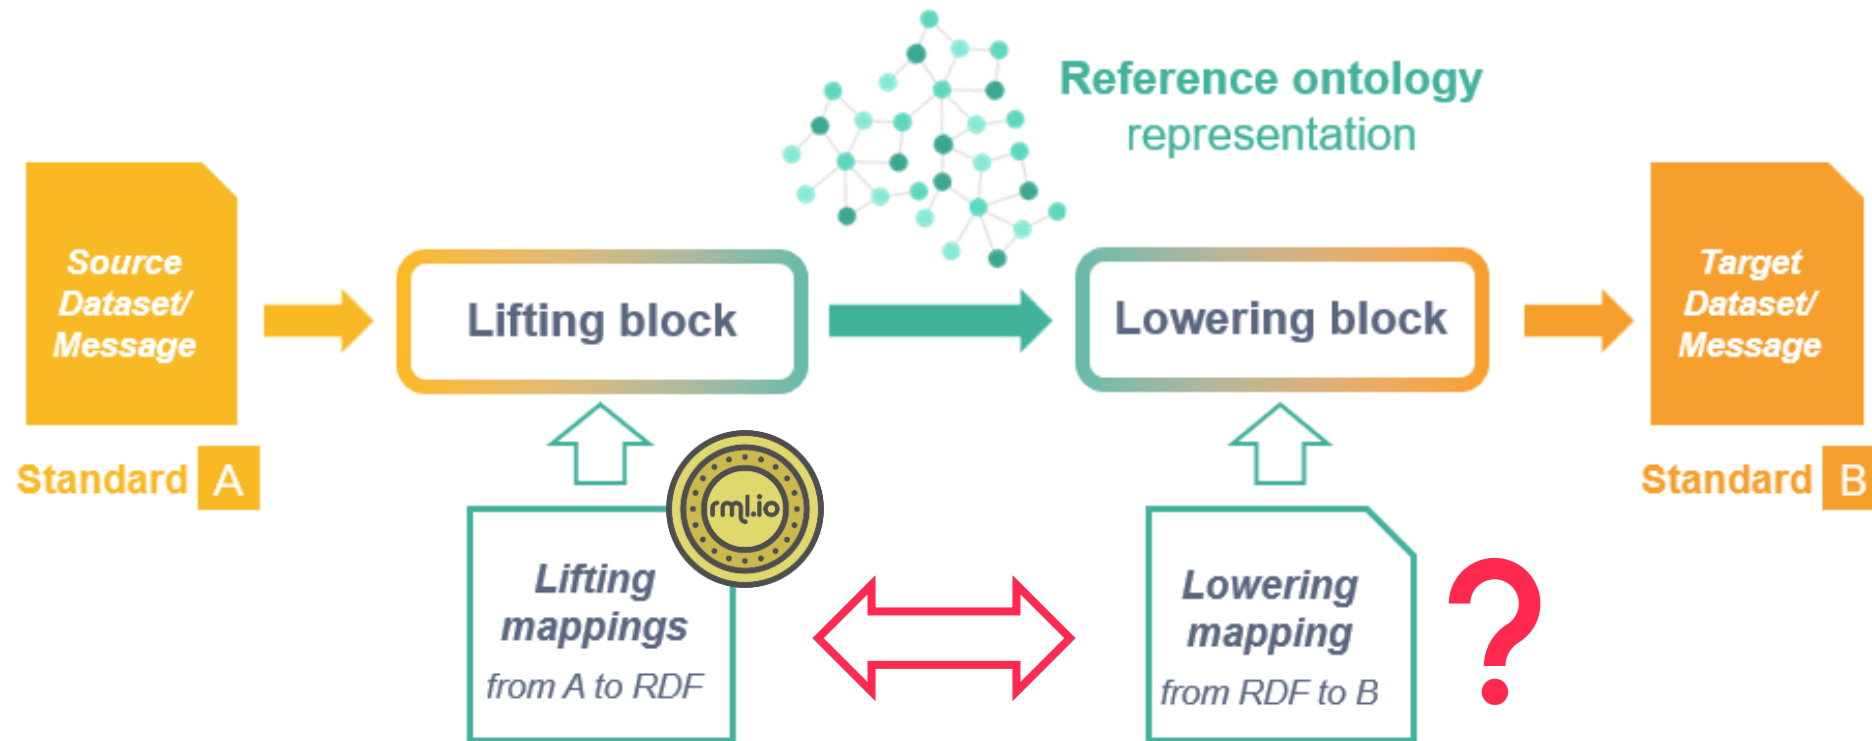 Reference ontology
representation
Source
Dataset/
Message
Lifting block
Lowering block
Target
Dataset/
Message
Standard A
Standard B
rml.io
Lifting
mappings
from A to RDF
Lowering
mapping
from RDF to B
?